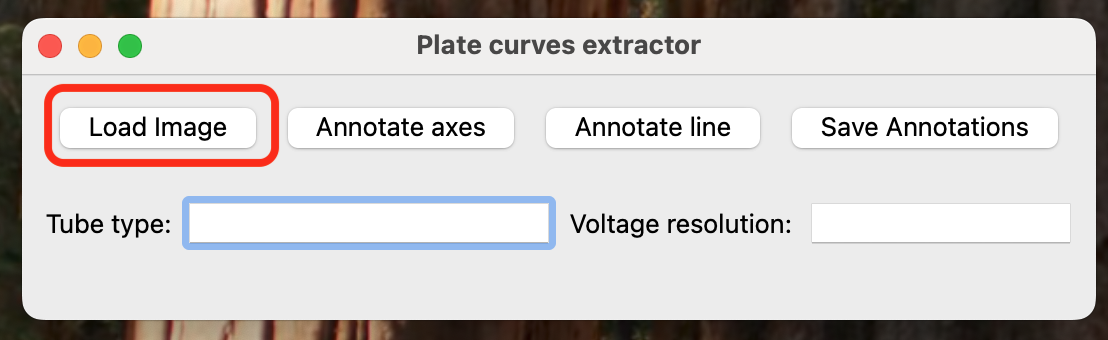 Plate curves extractor
Load Image Annotate axes Annotate line Save Annotations
Tube type: Voltage resolution: